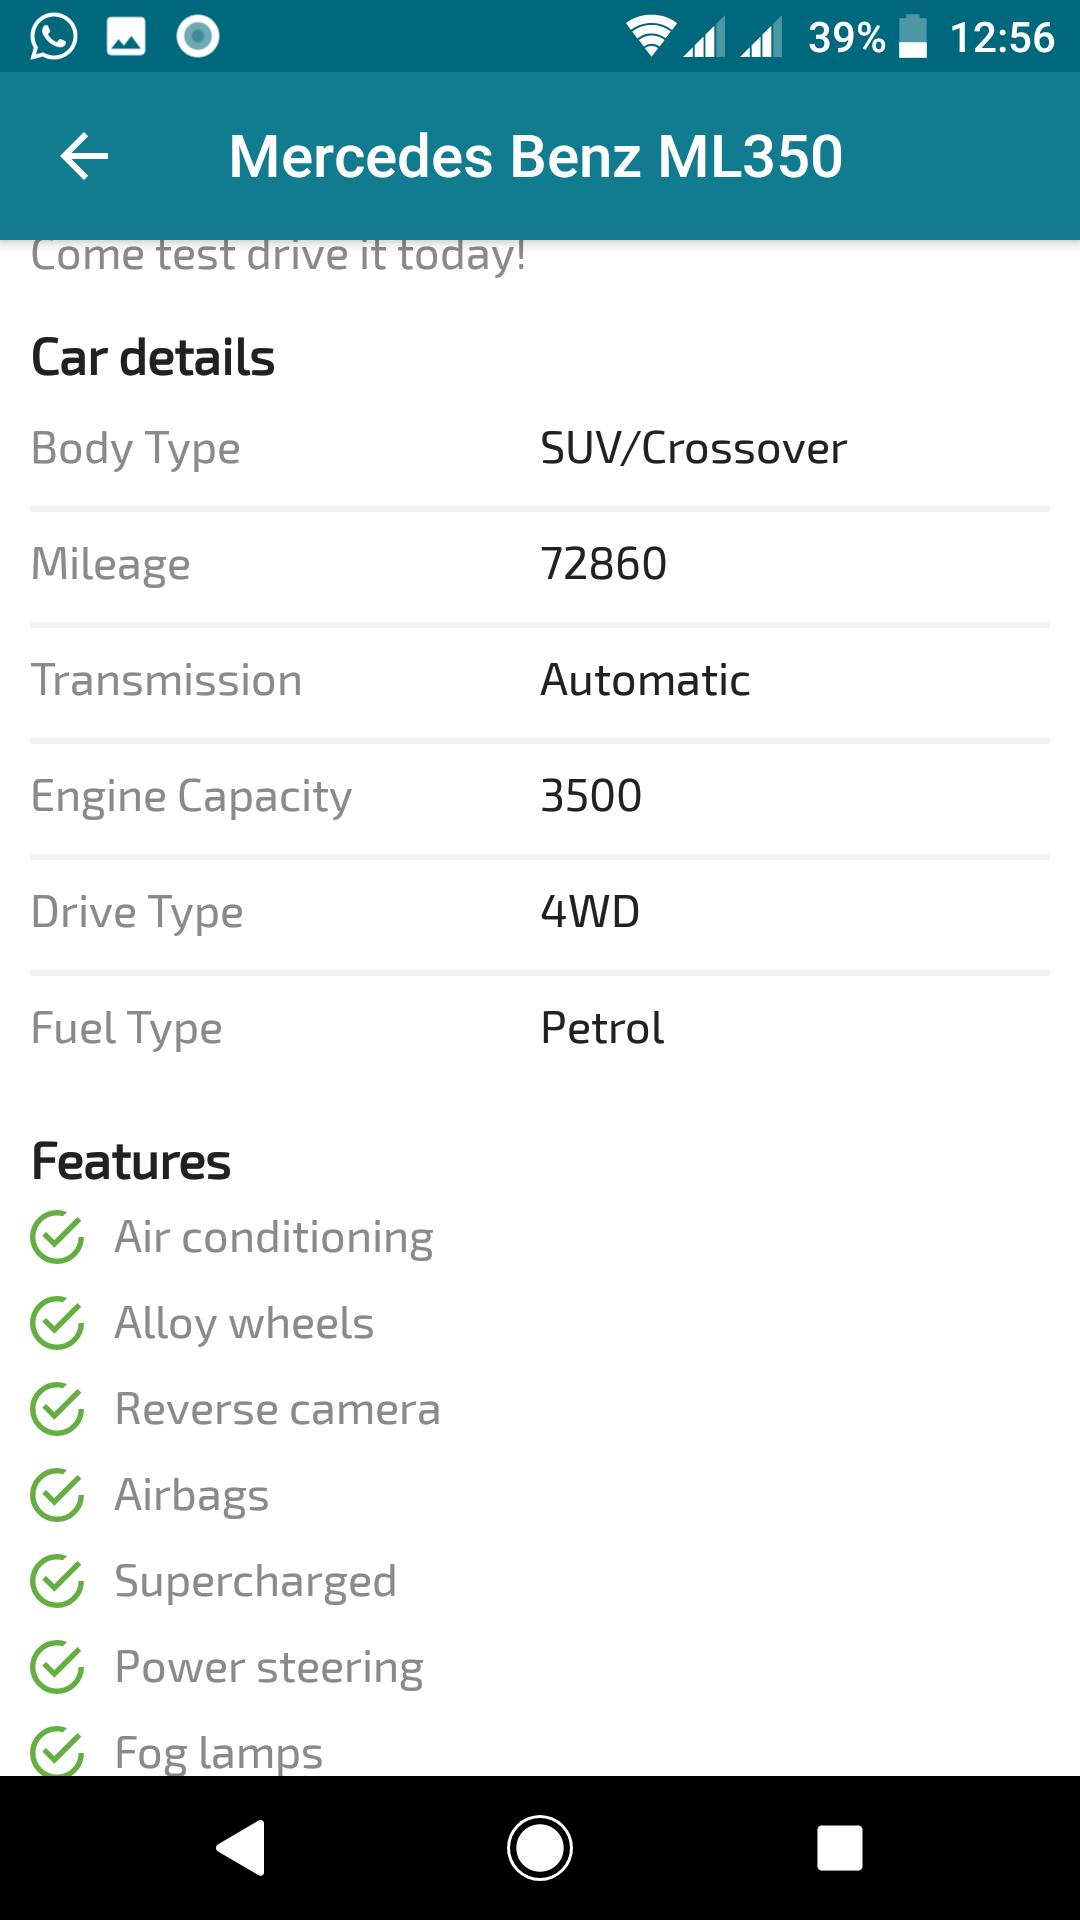 39% 12:56
Mercedes Benz ML350
Come test drive it today!
Car details
Body Type SUV/Crossover
Mileage 72860
Transmission Automatic
Engine Capacity 3500
Drive Type 4WD
Fuel Type Petrol
Features
Air conditioning
Alloy wheels
Reverse camera
Airbags
Supercharged
Power steering
Fog lamps